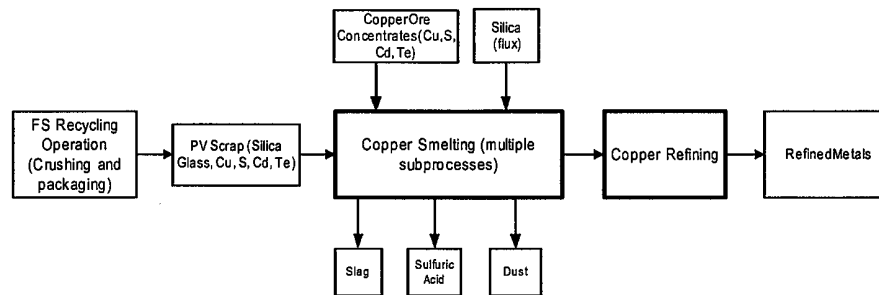 CopperOre
Concentrates(Cu,S,
Cd,Te)
Silica
(flux)
FS Recycling
Operation
(Crushing and
packaging)
PV Scrap (Silica
Glass, Cu, S, Cd, Te)
Copper Smelting (multiple
subprocesses)
Copper Refining
RefinedMetals
Slag
Sulfuric
Acid
Dust